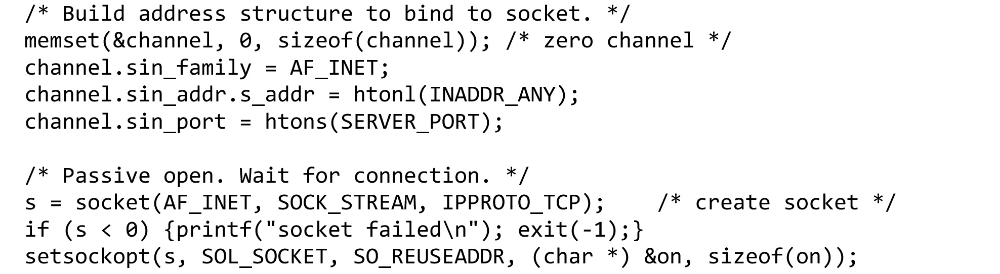 /* Build address structure to bind to socket. */
memset(&channel, 0, sizeof(channel)); /* zero channel */
channel.sin_family = AF_INET;
channel.sin_addr.s_addr = htonl(INADDR_ANY);
channel.sin_port = htons(SERVER_PORT);
/* Passive open. Wait for connection. */
s = socket(AF_INET, SOCK_STREAM, IPPROTO_TCP);    /* create socket */
if (s < 0) {printf("socket failed\n"); exit(-1);}
setsockopt(s, SOL_SOCKET, SO_REUSEADDR, (char *) &on, sizeof(on));